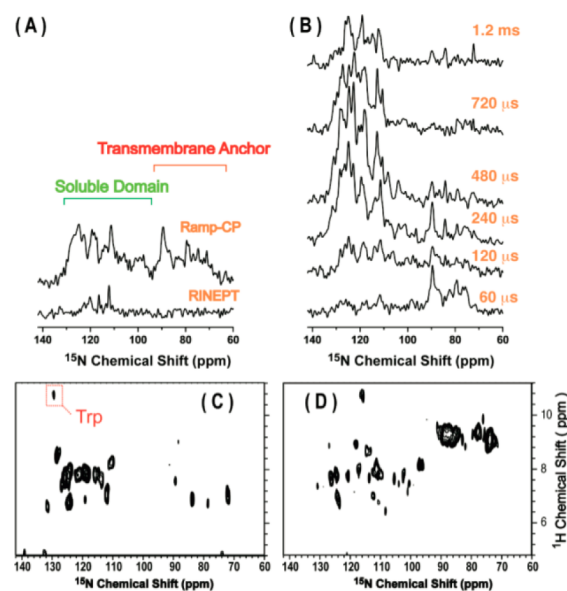 ( A )
Transmembrane Anchor
Soluble Domain
Ramp-CP
RINEPT
140 120 100 80 60
15N Chemical Shift (ppm)
( B )
1.2 ms
720 µs
480 µs
240 µs
120 µs
60 µs
140 120 100 80 60
15N Chemical Shift (ppm)
( C )
Trp
140 130 120 110 100 90 80 70 60
15N Chemical Shift (ppm)
( D )
10
8
6
1H Chemical Shift ( ppm)
140 130 120 110 100 90 80 70 60
15N Chemical Shift (ppm)